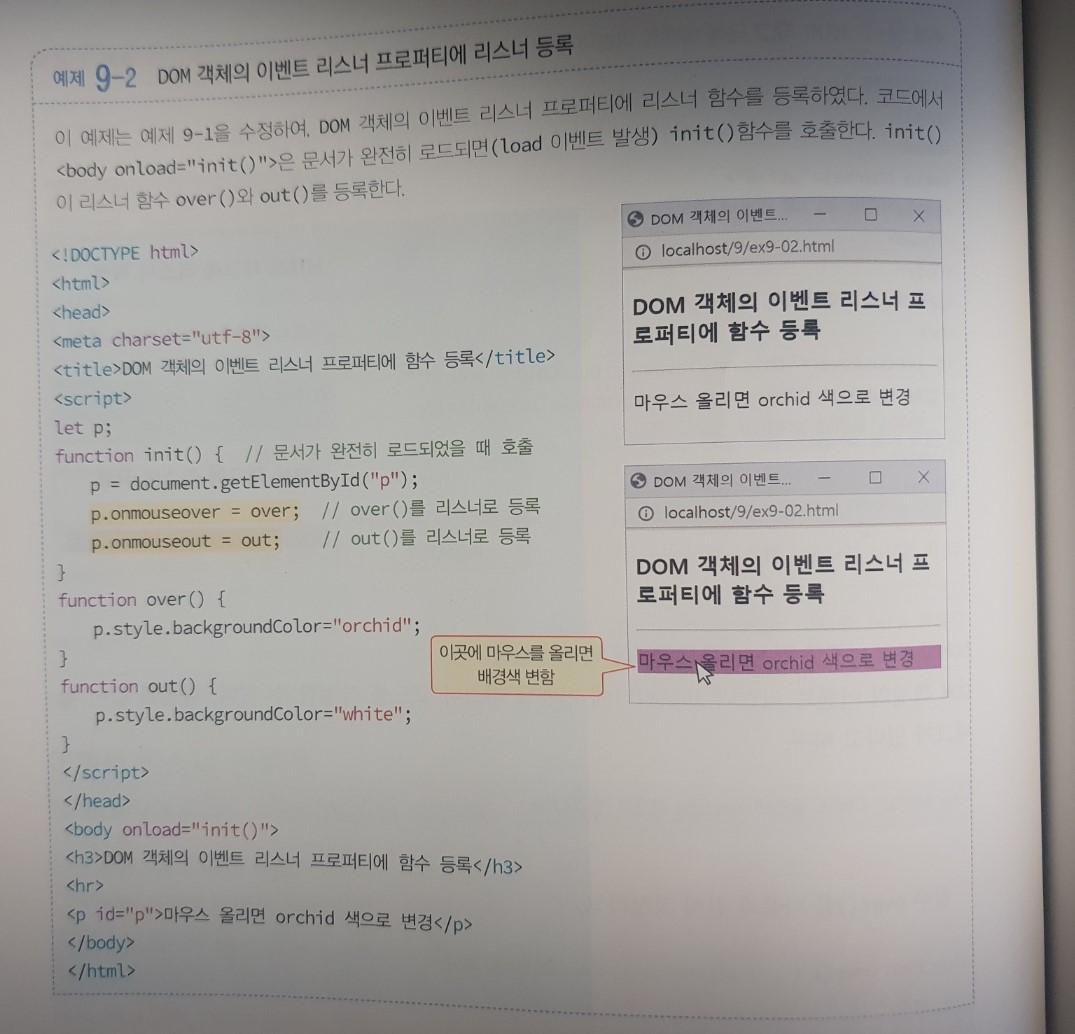 예제 9-2 DOM 객체의 이벤트 리스너 프로퍼티에 리스너 등록
이 예제는 예제 9-1을 수정하여, DOM 객체의 이벤트 리스너 프로퍼티에 리스너 함수를 등록하였다. 코드에서
<body onload="init()">은 문서가 완전히 로드되면(load 이벤트 발생) init()함수를 호출한다. init()
이 리스너 함수 over()와 out()를 등록한다.
<!DOCTYPE html>
<html>
<head>
<meta charset="utf-8">
<title>DOM 객체의 이벤트 리스너 프로퍼티에 함수 등록</title>
<script>
let p;
function init() { // 문서가 완전히 로드되었을 때 호출
p = document.getElementById("p");
p.onmouseover = over; // over()를 리스너로 등록
p.onmouseout = out; // out()를 리스너로 등록
}
function over() {
p.style.backgroundColor="orchid";
}
function out() {
p.style.backgroundColor="white";
}
</script>
</head>
<body onload="init()">
<h3>DOM 객체의 이벤트 리스너 프로퍼티에 함수 등록</h3>
<hr>
<p id="p">마우스 올리면 orchid 색으로 변경</p>
</body>
</html>
DOM 객체의 이벤트...
localhost/9/ex9-02.html
DOM 객체의 이벤트 리스너 프
로퍼티에 함수 등록
마우스 올리면 orchid 색으로 변경
DOM 객체의 이벤트...
localhost/9/ex9-02.html
DOM 객체의 이벤트 리스너 프
로퍼티에 함수 등록
마우스 올리면 orchid 색으로 변경
이곳에 마우스를 올리면
배경색 변함